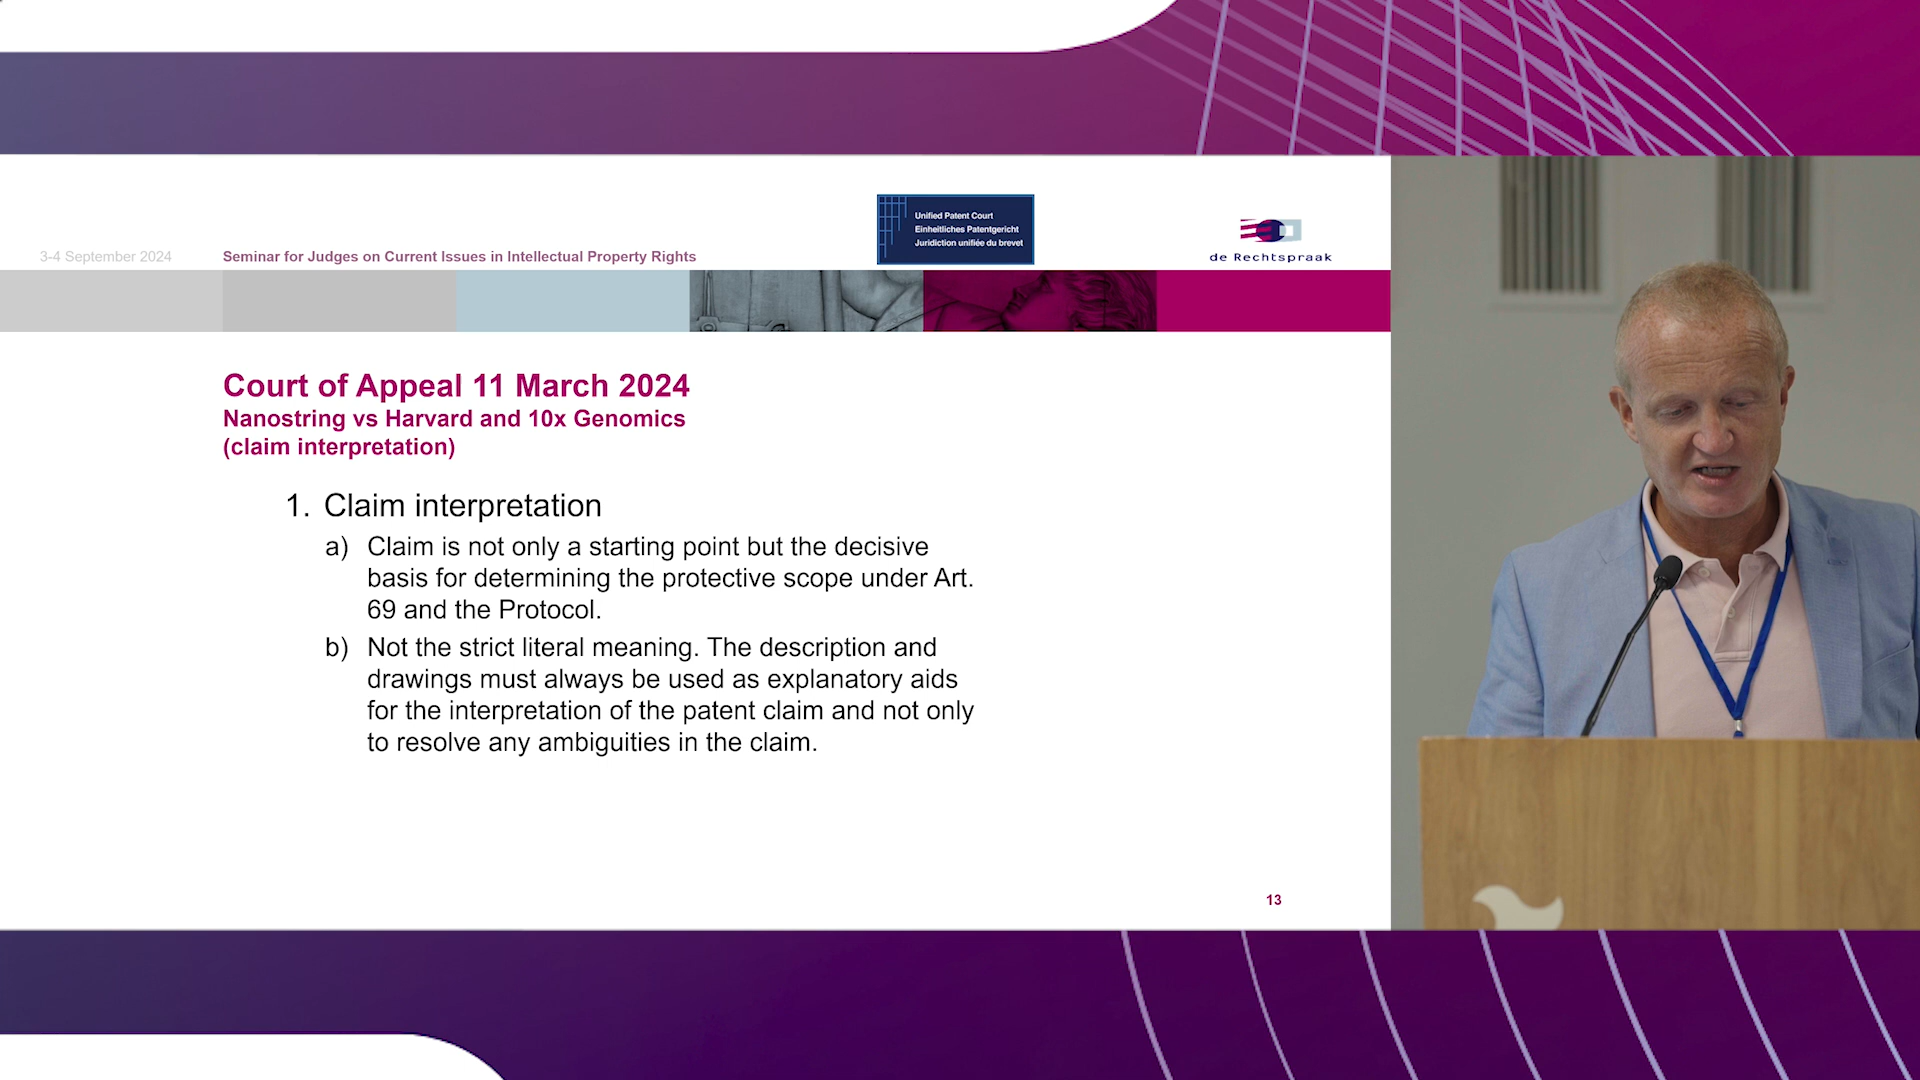 Unified Patent Court
Einheitliches Patentgericht
Juridiction unifiée du brevet
de Rechtspraak
3-4 September 2024
Seminar for Judges on Current Issues in Intellectual Property Rights
Court of Appeal 11 March 2024
Nanostring vs Harvard and 10x Genomics
(claim interpretation)
1. Claim interpretation
a) Claim is not only a starting point but the decisive
basis for determining the protective scope under Art.
69 and the Protocol.
b) Not the strict literal meaning. The description and
drawings must always be used as explanatory aids
for the interpretation of the patent claim and not only
to resolve any ambiguities in the claim.
13